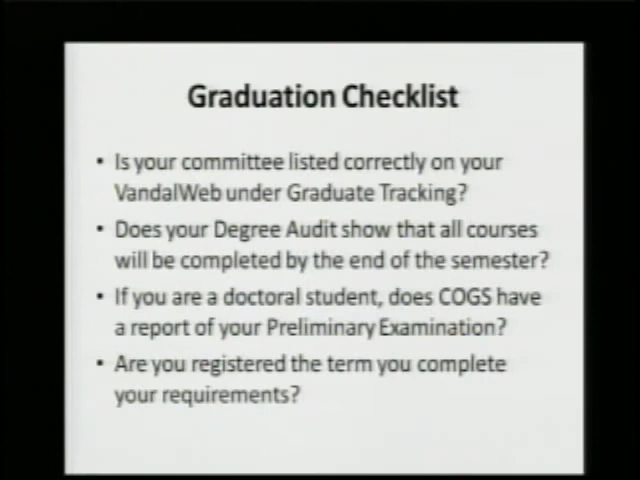 Graduation Checklist
• Is your committee listed correctly on your
VandalWeb under Graduate Tracking?
• Does your Degree Audit show that all courses
will be completed by the end of the semester?
• If you are a doctoral student, does COGS have
a report of your Preliminary Examination?
• Are you registered the term you complete
your requirements?